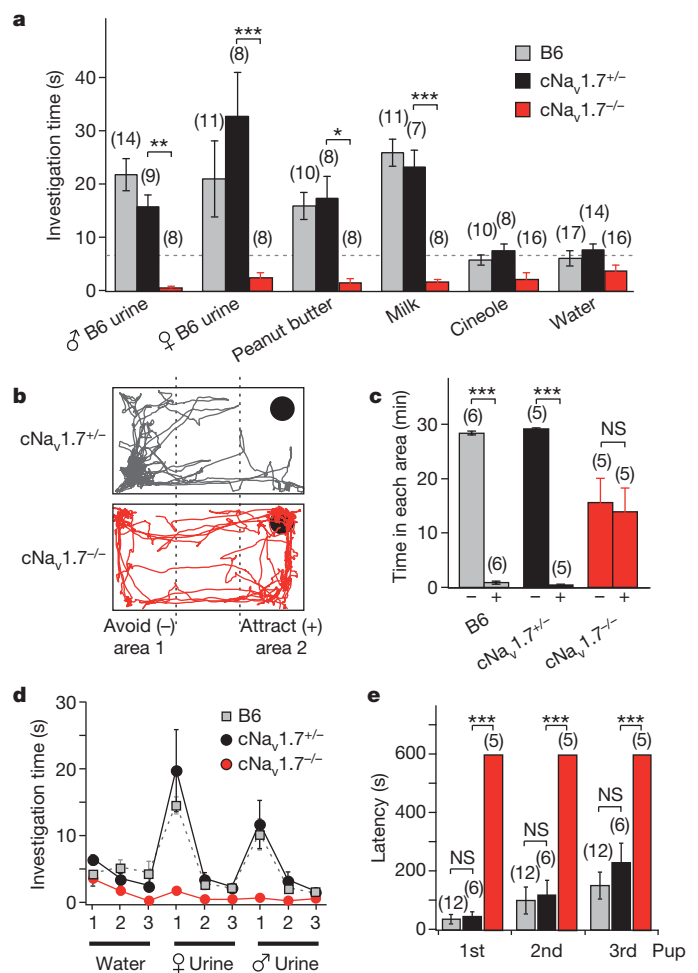 a
B6
cNav1.7+/−
cNav1.7−/−
Investigation time (s)
40
30
20
10
0
(14)
(9)
**
(8)
(11)
(8)
***
(8)
(10)
(8)
*
(8)
(11)
(7)
***
(8)
(10)
(8)
(16)
(17)
(14)
(16)
♂ B6 urine
♀ B6 urine
Peanut butter
Milk
Cineole
Water
b
cNav1.7+/−
cNav1.7−/−
Avoid (−)
area 1
Attract (+)
area 2
c
Time in each area (min)
30
20
10
0
***
(6)
(6)
***
(5)
(5)
NS
(5)
(5)
− + − + − +
B6
cNav1.7+/−
cNav1.7−/−
d
B6
cNav1.7+/−
cNav1.7−/−
Investigation time (s)
30
20
10
0
1 2 3 1 2 3 1 2 3
Water ♀ Urine ♂ Urine
e
Latency (s)
800
600
400
200
0
NS
(12)
(6)
***
(5)
NS
(12)
(6)
***
(5)
NS
(12)
(6)
***
(5)
1st 2nd 3rd Pup